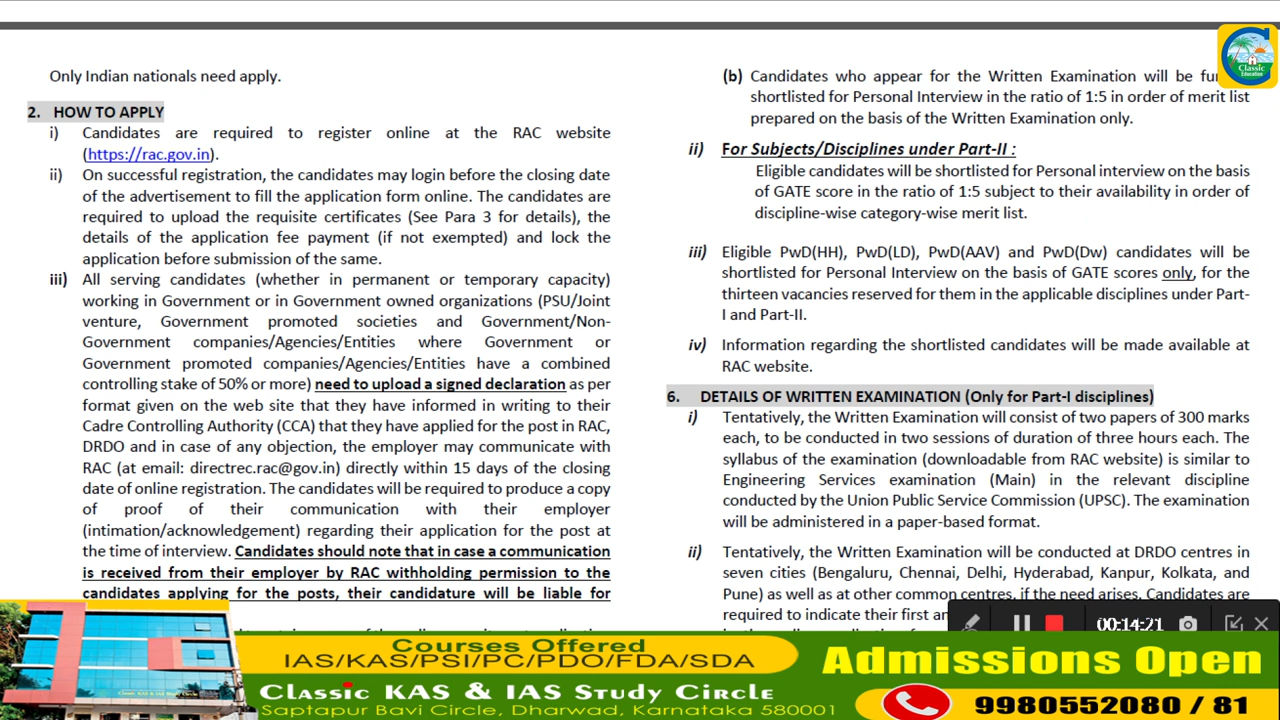 Only Indian nationals need apply.
2. HOW TO APPLY
i) Candidates are required to register online at the RAC website
(https://rac.gov.in).
ii) On successful registration, the candidates may login before the closing date
of the advertisement to fill the application form online. The candidates are
required to upload the requisite certificates (See Para 3 for details), the
details of the application fee payment (if not exempted) and lock the
application before submission of the same.
iii) All serving candidates (whether in permanent or temporary capacity)
working in Government or in Government owned organizations (PSU/Joint
venture, Government promoted societies and Government/Non-
Government companies/Agencies/Entities where Government or
Government promoted companies/Agencies/Entities have a combined
controlling stake of 50% or more) need to upload a signed declaration as per
format given on the web site that they have informed in writing to their
Cadre Controlling Authority (CCA) that they have applied for the post in RAC,
DRDO and in case of any objection, the employer may communicate with
RAC (at email: directrec.rac@gov.in) directly within 15 days of the closing
date of online registration. The candidates will be required to produce a copy
of proof of their communication with their employer
(intimation/acknowledgement) regarding their application for the post at
the time of interview. Candidates should note that in case a communication
is received from their employer by RAC withholding permission to the
candidates applying for the posts, their candidature will be liable for
(b) Candidates who appear for the Written Examination will be
shortlisted for Personal Interview in the ratio of 1:5 in order of merit list
prepared on the basis of the Written Examination only.
ii) For Subjects/Disciplines under Part-II :
Eligible candidates will be shortlisted for Personal interview on the basis
of GATE score in the ratio of 1:5 subject to their availability in order of
discipline-wise category-wise merit list.
iii) Eligible PwD(HH), PwD(LD), PwD(AAV) and PwD(Dw) candidates will be
shortlisted for Personal Interview on the basis of GATE scores only, for the
thirteen vacancies reserved for them in the applicable disciplines under Part-
I and Part-II.
iv) Information regarding the shortlisted candidates will be made available at
RAC website.
6. DETAILS OF WRITTEN EXAMINATION (Only for Part-I disciplines)
i) Tentatively, the Written Examination will consist of two papers of 300 marks
each, to be conducted in two sessions of duration of three hours each. The
syllabus of the examination (downloadable from RAC website) is similar to
Engineering Services examination (Main) in the relevant discipline
conducted by the Union Public Service Commission (UPSC). The examination
will be administered in a paper-based format.
ii) Tentatively, the Written Examination will be conducted at DRDO centres in
seven cities (Bengaluru, Chennai, Delhi, Hyderabad, Kanpur, Kolkata, and
Pune) as well as at other common centres, if the need arises. Candidates are
required to indicate their first
Classic
Education
00:14:21
Courses Offered
IAS/KAS/PSI/PC/PDO/FDA/SDA
Classic KAS & IAS Study Circle
Saptapur Bavi Circle, Dharwad, Karnataka 580001
Admissions Open
9980552080 / 81